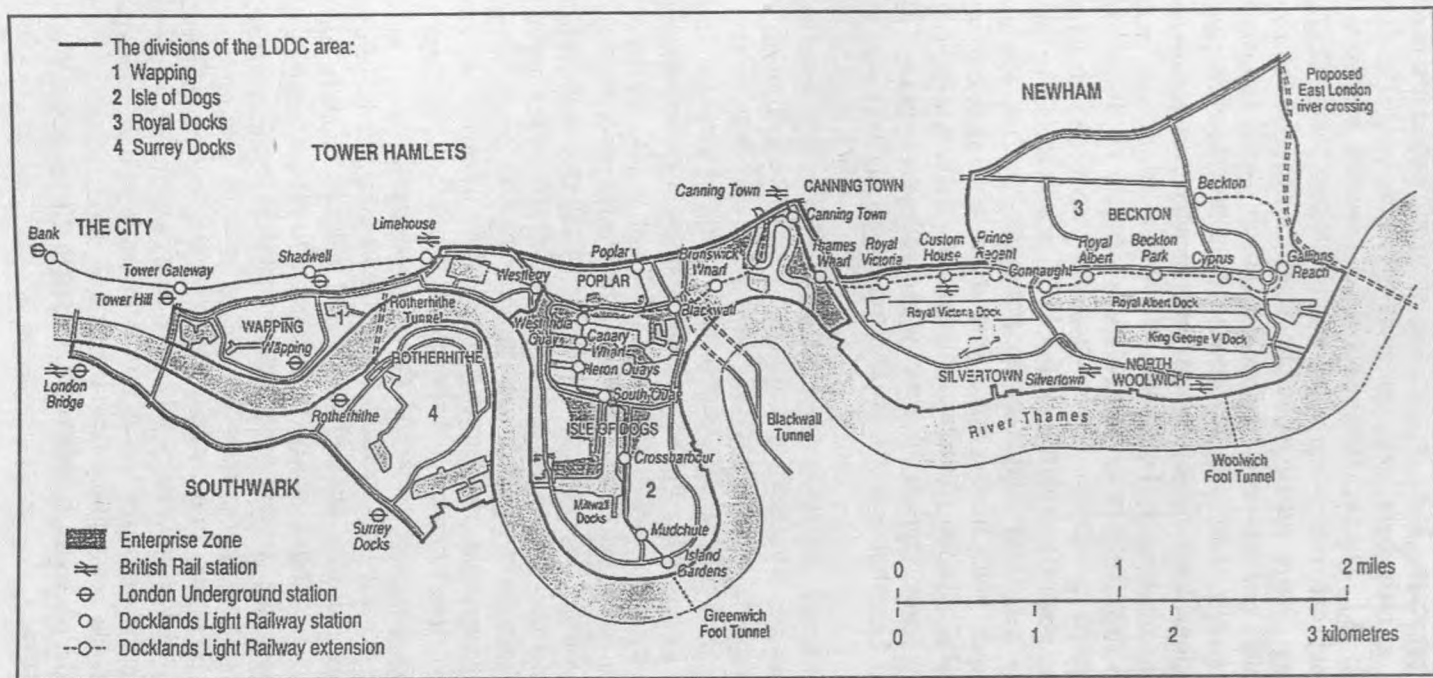 The divisions of the LDDC area:
1 Wapping
2 Isle of Dogs
3 Royal Docks
4 Surrey Docks
TOWER HAMLETS
NEWHAM
Proposed
East London
river crossing
THE CITY
Bank
Tower Gateway
Tower Hill
Shadwell
Limehouse
WAPPING
Wapping
1
Rotherhithe
Tunnel
ROTHERHITHE
Rotherhithe
London
Bridge
4
SOUTHWARK
Surrey
Docks
Westferry
Poplar
POPLAR
West India
Quays
Canary
Wharf
Heron Quays
South Quay
ISLE OF DOGS
Crossharbour
2
Millwall
Docks
Mudchute
Island
Gardens
Greenwich
Foot Tunnel
Brunswick
Wharf
Blackwall
Blackwall
Tunnel
Canning Town
CANNING TOWN
Canning Town
Thames
Wharf
Royal
Victoria
Custom
House
Prince
Regent
Connaught
Royal
Albert
Beckton
Park
Cyprus
Gallions
Reach
Beckton
3
BECKTON
Royal Victoria Dock
Royal Albert Dock
King George V Dock
SILVERTOWN
Silvertown
NORTH
WOOLWICH
River Thames
Woolwich
Foot Tunnel
Enterprise Zone
British Rail station
London Underground station
Docklands Light Railway station
Docklands Light Railway extension
0 1 2 miles
0 1 2 3 kilometres